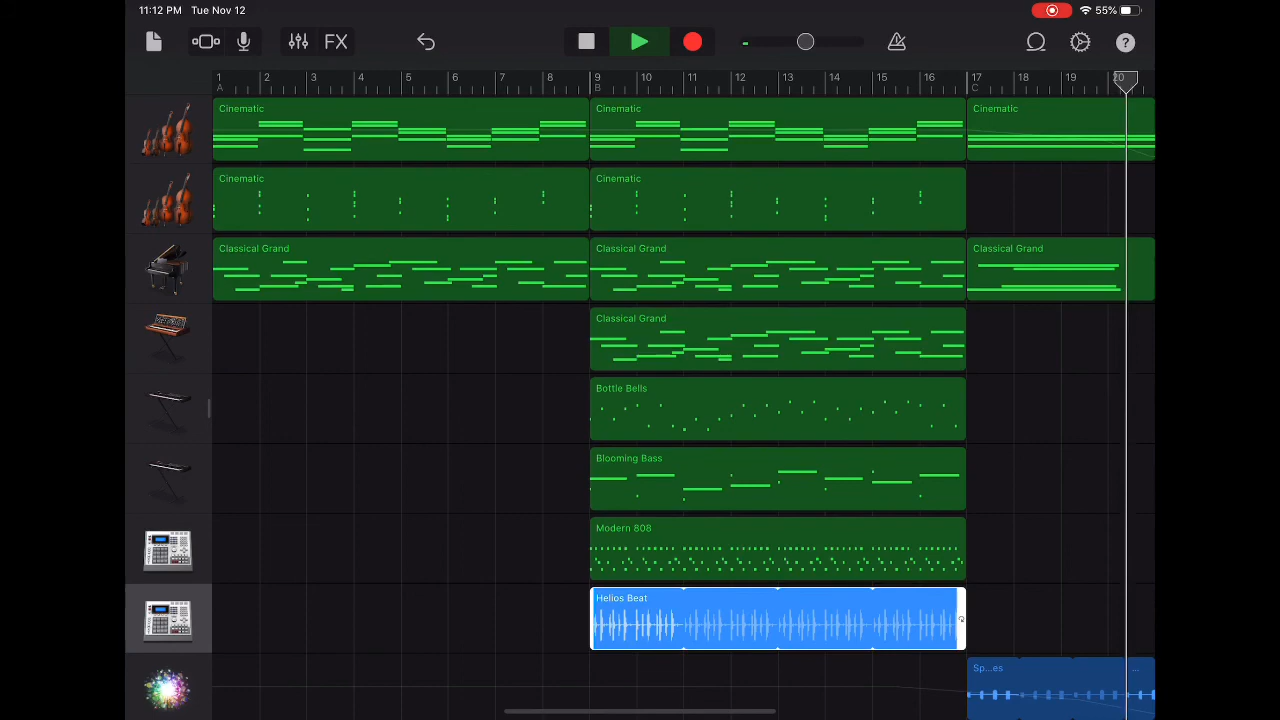 11:12 PM Tue Nov 12
55%
FX
?
1 2 3 4 5 6 7 8 9 10 11 12 13 14 15 16 17 18 19 20
A B C
Cinematic Cinematic Cinematic
Cinematic Cinematic
Classical Grand Classical Grand Classical Grand
Classical Grand
Bottle Bells
Blooming Bass
Modern 808
Helios Beat
Sp...es ...